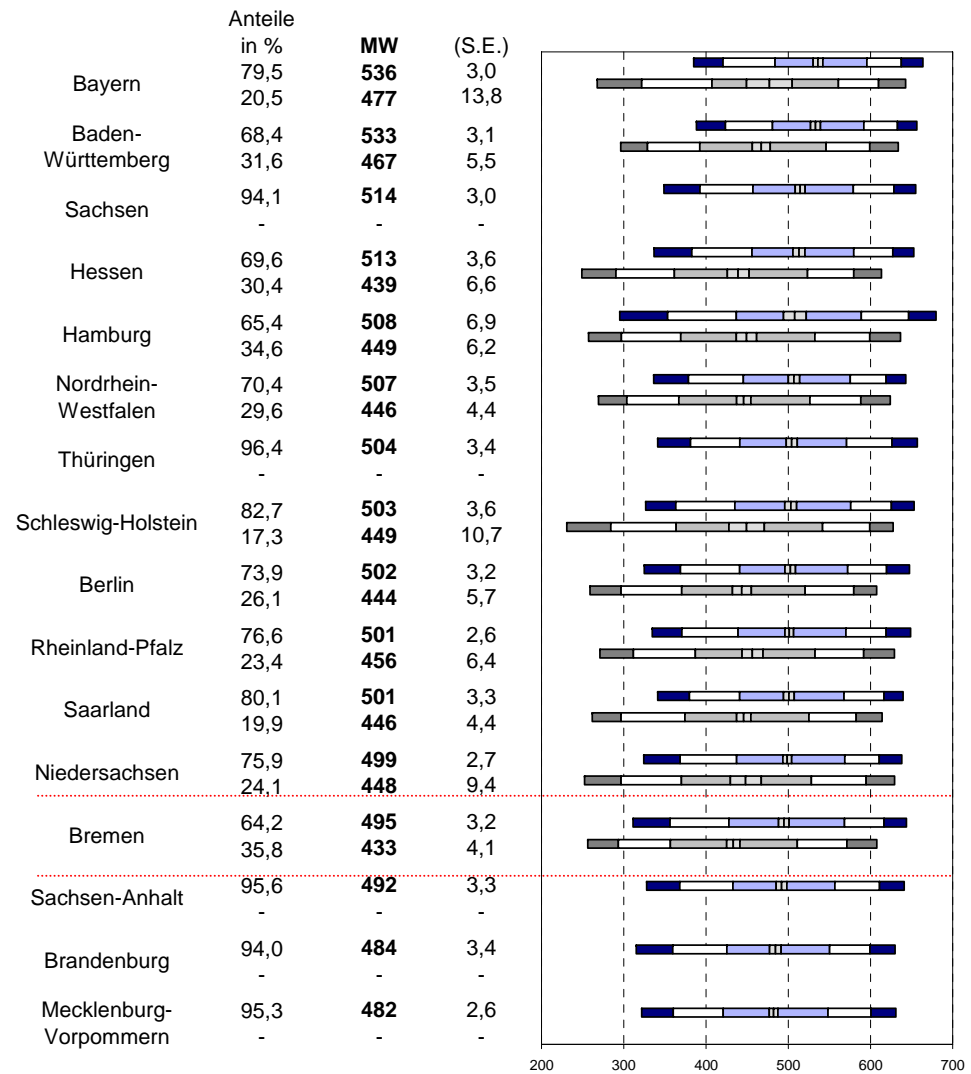 Anteile
in % MW (S.E.)
Bayern
79,5 536 3,0
20,5 477 13,8
Baden-
Württemberg
68,4 533 3,1
31,6 467 5,5
Sachsen
94,1 514 3,0
- - -
Hessen
69,6 513 3,6
30,4 439 6,6
Hamburg
65,4 508 6,9
34,6 449 6,2
Nordrhein-
Westfalen
70,4 507 3,5
29,6 446 4,4
Thüringen
96,4 504 3,4
- - -
Schleswig-Holstein
82,7 503 3,6
17,3 449 10,7
Berlin
73,9 502 3,2
26,1 444 5,7
Rheinland-Pfalz
76,6 501 2,6
23,4 456 6,4
Saarland
80,1 501 3,3
19,9 446 4,4
Niedersachsen
75,9 499 2,7
24,1 448 9,4
Bremen
64,2 495 3,2
35,8 433 4,1
Sachsen-Anhalt
95,6 492 3,3
- - -
Brandenburg
94,0 484 3,4
- - -
Mecklenburg-
Vorpommern
95,3 482 2,6
- - -
200 300 400 500 600 700